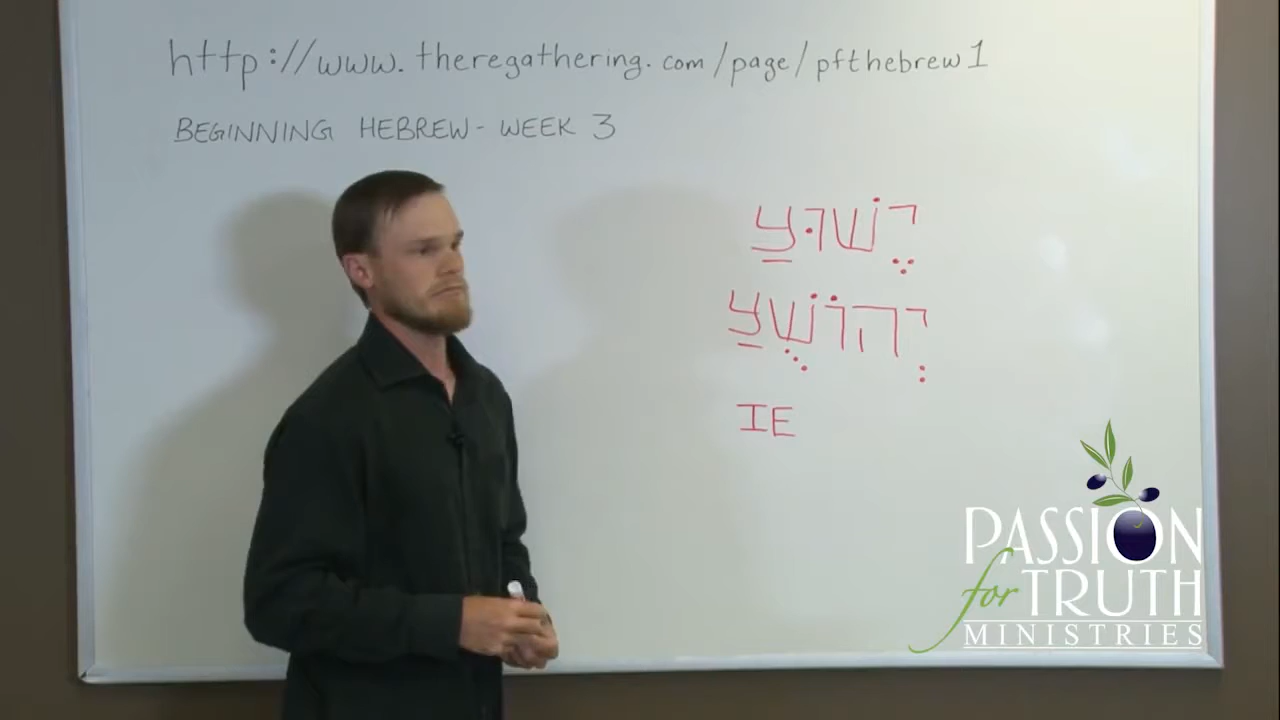 http://www.theregathering.com/page/pfthebrew1
BEGINNING HEBREW - WEEK 3
יֶשׁוּעַ
יְהוֹשֻׁעַ
IE
PASSION
for TRUTH
MINISTRIES